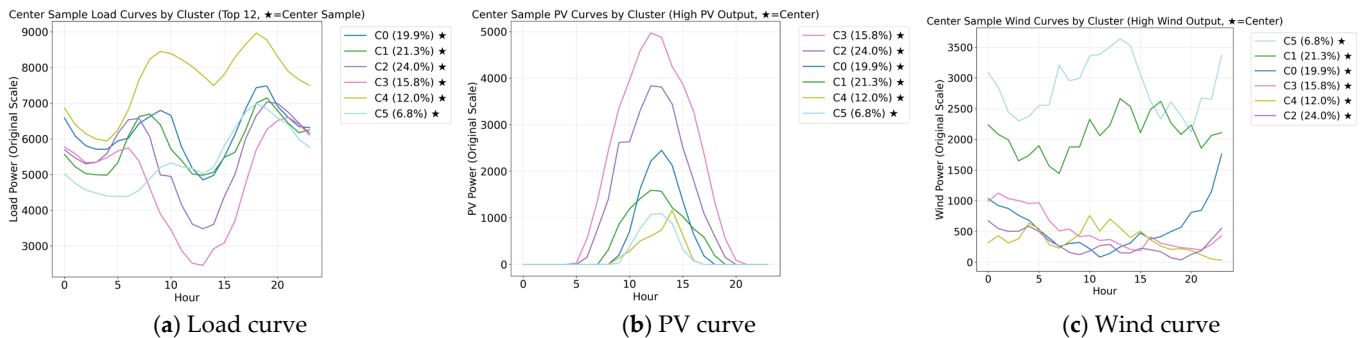 Center Sample Load Curves by Cluster (Top 12, ★=Center Sample)
9000
8000
7000
6000
5000
4000
3000
Load Power (Original Scale)
0
5
10
15
20
Hour
C0 (19.9%) ★
C1 (21.3%) ★
C2 (24.0%) ★
C3 (15.8%) ★
C4 (12.0%) ★
C5 (6.8%) ★
(a) Load curve
Center Sample PV Curves by Cluster (High PV Output, ★=Center)
5000
4000
3000
2000
1000
0
PV Power (Original Scale)
0
5
10
15
20
Hour
C3 (15.8%) ★
C2 (24.0%) ★
C0 (19.9%) ★
C1 (21.3%) ★
C4 (12.0%) ★
C5 (6.8%) ★
(b) PV curve
Center Sample Wind Curves by Cluster (High Wind Output, ★=Center)
3500
3000
2500
2000
1500
1000
500
0
Wind Power (Original Scale)
0
5
10
15
20
Hour
C5 (6.8%) ★
C1 (21.3%) ★
C0 (19.9%) ★
C3 (15.8%) ★
C4 (12.0%) ★
C2 (24.0%) ★
(c) Wind curve